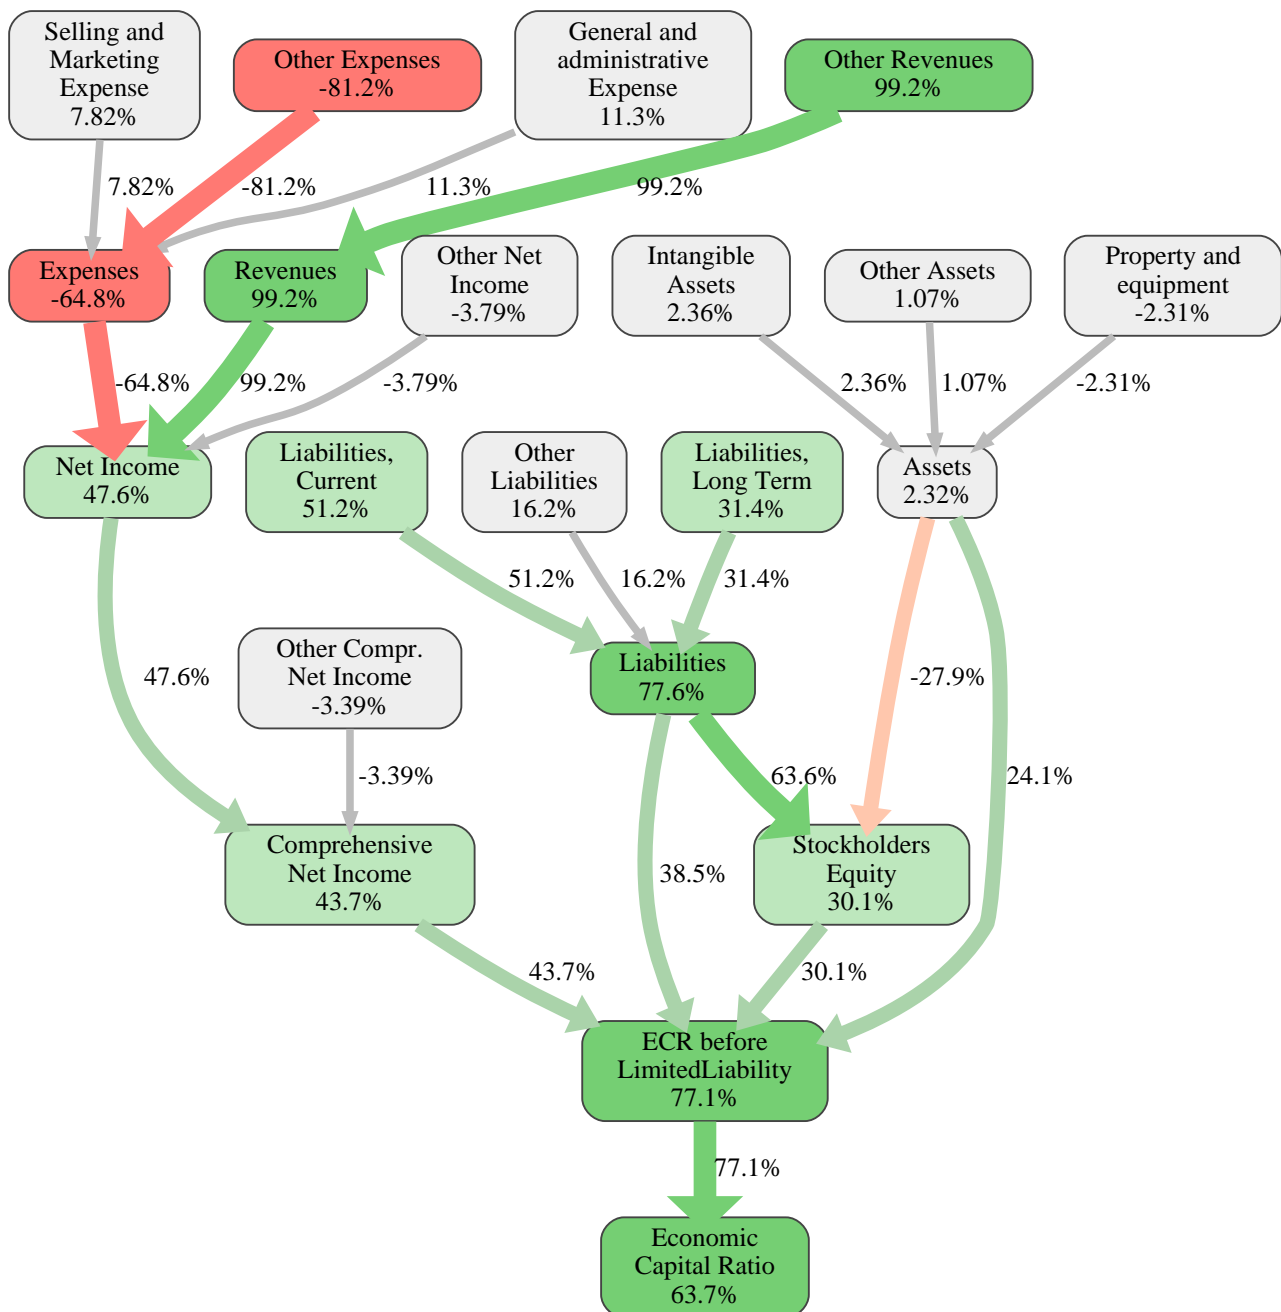 Selling and
Marketing
Expense
7.82%
Other Expenses
-81.2%
General and
administrative
Expense
11.3%
Other Revenues
99.2%
7.82%
-81.2%
11.3%
99.2%
Expenses
-64.8%
Revenues
99.2%
Other Net
Income
-3.79%
Intangible
Assets
2.36%
Other Assets
1.07%
Property and
equipment
-2.31%
-64.8%
99.2%
-3.79%
2.36%
1.07%
-2.31%
Net Income
47.6%
Liabilities,
Current
51.2%
Other
Liabilities
16.2%
Liabilities,
Long Term
31.4%
Assets
2.32%
51.2%
16.2%
31.4%
47.6%
Other Compr.
Net Income
-3.39%
Liabilities
77.6%
-27.9%
-3.39%
63.6%
24.1%
Comprehensive
Net Income
43.7%
38.5%
Stockholders
Equity
30.1%
43.7%
30.1%
ECR before
LimitedLiability
77.1%
77.1%
Economic
Capital Ratio
63.7%